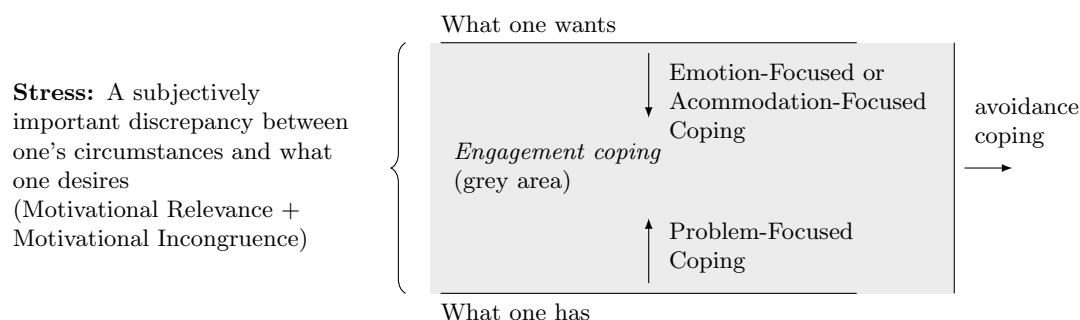 What one wants
Stress: A subjectively
important discrepancy between
one's circumstances and what
one desires
(Motivational Relevance +
Motivational Incongruence)
Emotion-Focused or
Acommodation-Focused
Coping
Engagement coping
(grey area)
Problem-Focused
Coping
avoidance
coping
What one has